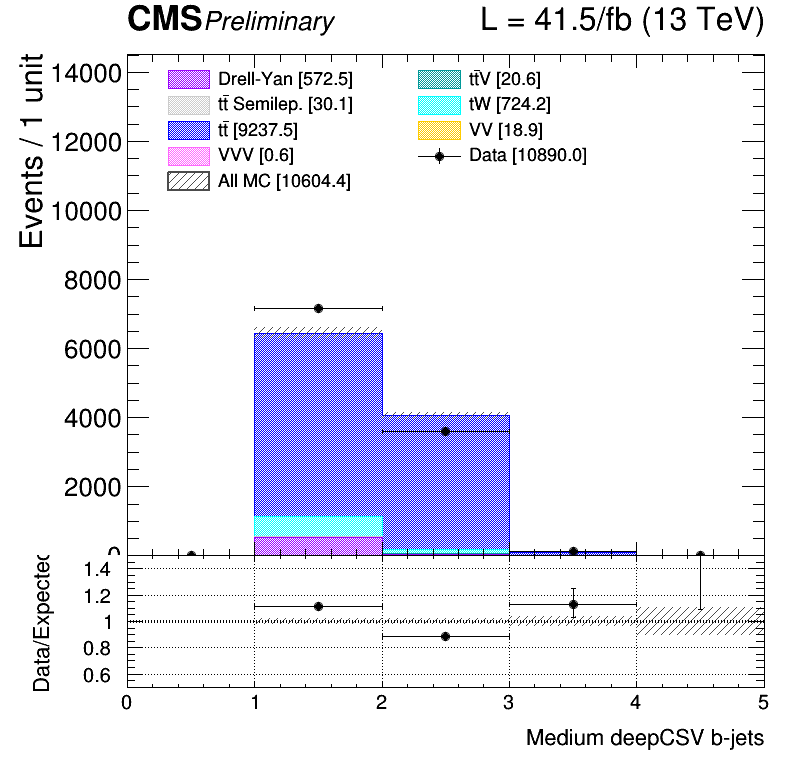 CMS Preliminary L = 41.5/fb (13 TeV)
Events / 1 unit
14000
12000
10000
8000
6000
4000
2000
0
Drell-Yan [572.5]
tt̄ Semilep. [30.1]
tt̄ [9237.5]
VVV [0.6]
All MC [10604.4]
tt̄V [20.6]
tW [724.2]
VV [18.9]
Data [10890.0]
Data/Expected
1.4
1.2
1
0.8
0.6
0 1 2 3 4 5
Medium deepCSV b-jets